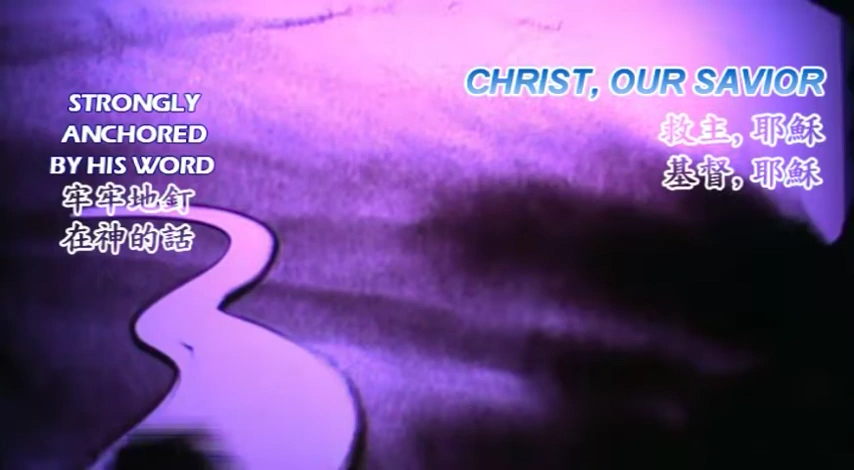 STRONGLY
ANCHORED
BY HIS WORD
牢牢地釘
在神的話
CHRIST, OUR SAVIOR
救主, 耶穌
基督, 耶穌